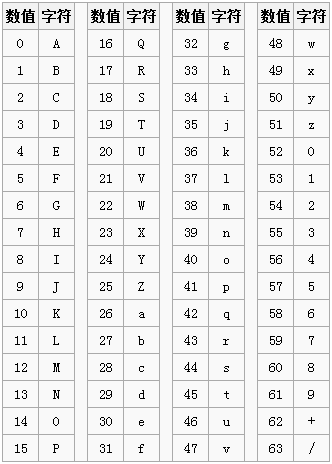 数值 字符 数值 字符 数值 字符 数值 字符
0 A 16 Q 32 g 48 w
1 B 17 R 33 h 49 x
2 C 18 S 34 i 50 y
3 D 19 T 35 j 51 z
4 E 20 U 36 k 52 0
5 F 21 V 37 l 53 1
6 G 22 W 38 m 54 2
7 H 23 X 39 n 55 3
8 I 24 Y 40 o 56 4
9 J 25 Z 41 p 57 5
10 K 26 a 42 q 58 6
11 L 27 b 43 r 59 7
12 M 28 c 44 s 60 8
13 N 29 d 45 t 61 9
14 O 30 e 46 u 62 +
15 P 31 f 47 v 63 /